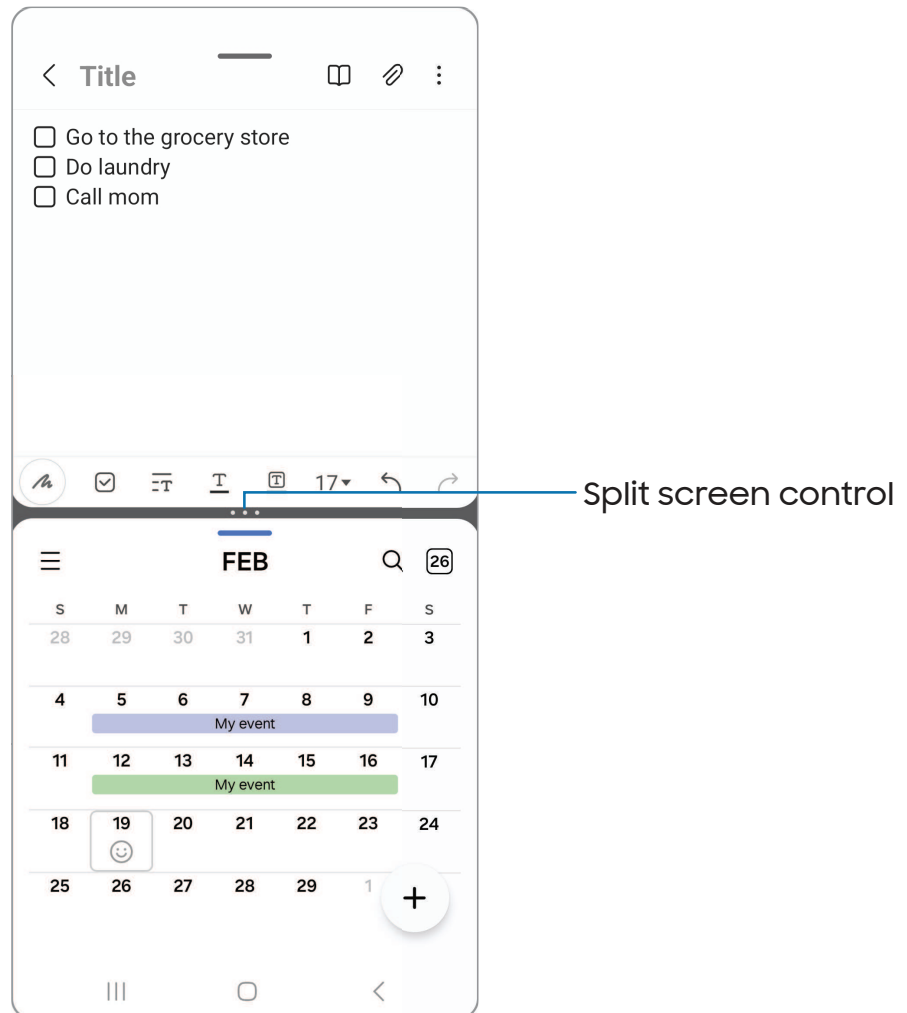 Title
Go to the grocery store
Do laundry
Call mom
T T T 17
Split screen control
FEB 26
S M T W T F S
28 29 30 31 1 2 3
4 5 6 7 8 9 10
My event
11 12 13 14 15 16 17
My event
18 19 20 21 22 23 24
25 26 27 28 29 1